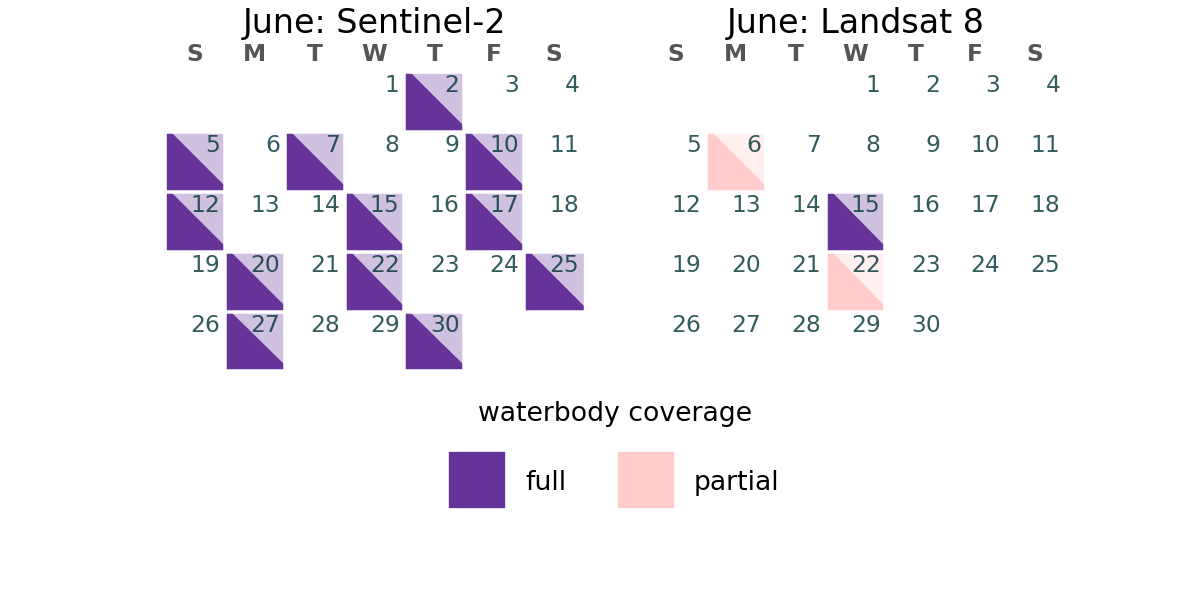 June: Sentinel-2
S M T W T F S
1 2 3 4
5 6 7 8 9 10 11
12 13 14 15 16 17 18
19 20 21 22 23 24 25
26 27 28 29 30
June: Landsat 8
S M T W T F S
1 2 3 4
5 6 7 8 9 10 11
12 13 14 15 16 17 18
19 20 21 22 23 24 25
26 27 28 29 30
waterbody coverage
full partial